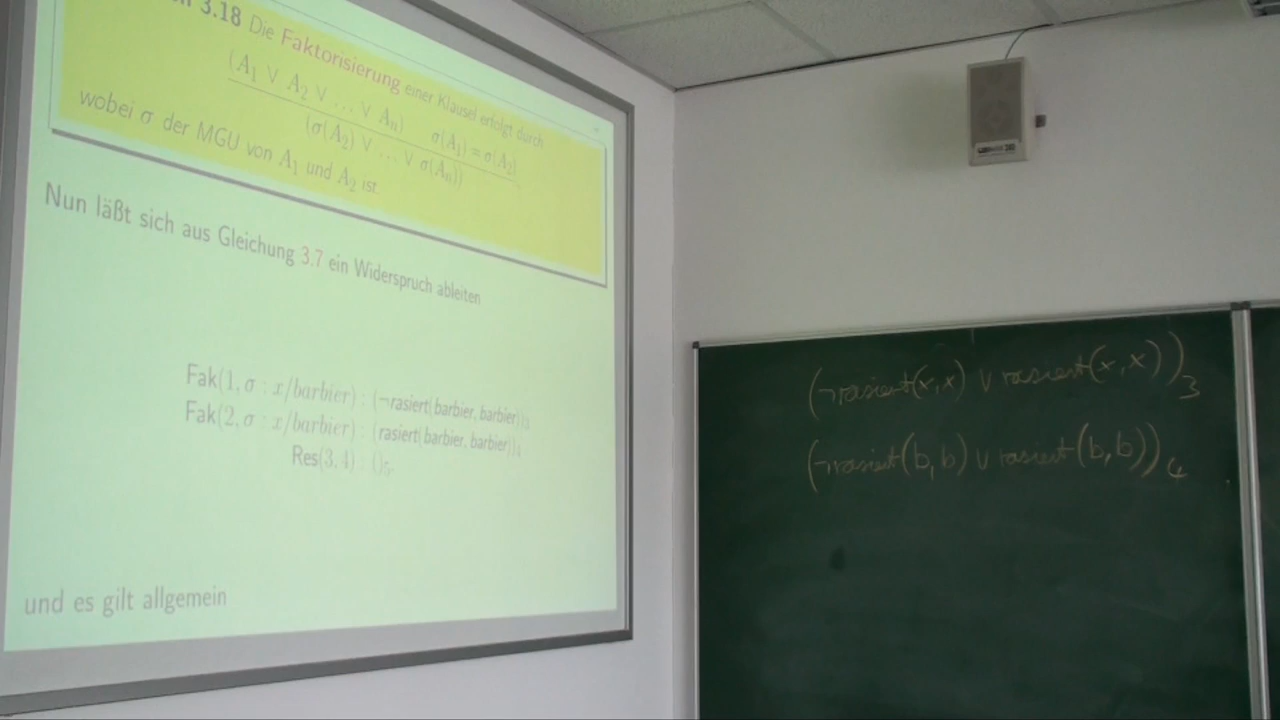 3.18 Die Faktorisierung einer Klausel erfolgt durch
(A₁ ∨ A₂ ∨ … ∨ Aₙ) σ(A₁) = σ(A₂)
(σ(A₂) ∨ … ∨ σ(Aₙ))
wobei σ der MGU von A₁ und A₂ ist.
Nun läßt sich aus Gleichung 3.7 ein Widerspruch ableiten
Fak(1, σ : x/barbier) : (¬rasiert(barbier, barbier))₃
Fak(2, σ : x/barbier) : (rasiert(barbier, barbier))₄
Res(3, 4) : ()₅.
und es gilt allgemein
(¬rasiert(x,x) ∨ rasiert(x,x))₃
(¬rasiert(b,b) ∨ rasiert(b,b))₄